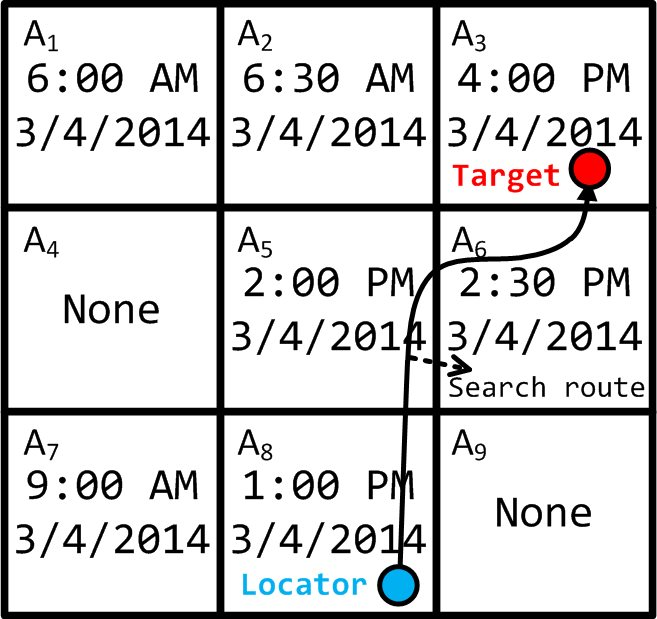 A₁
6:00 AM
3/4/2014
A₂
6:30 AM
3/4/2014
A₃
4:00 PM
3/4/2014
Target
A₄
None
A₅
2:00 PM
3/4/2014
A₆
2:30 PM
3/4/2014
Search route
A₇
9:00 AM
3/4/2014
A₈
1:00 PM
3/4/2014
Locator
A₉
None